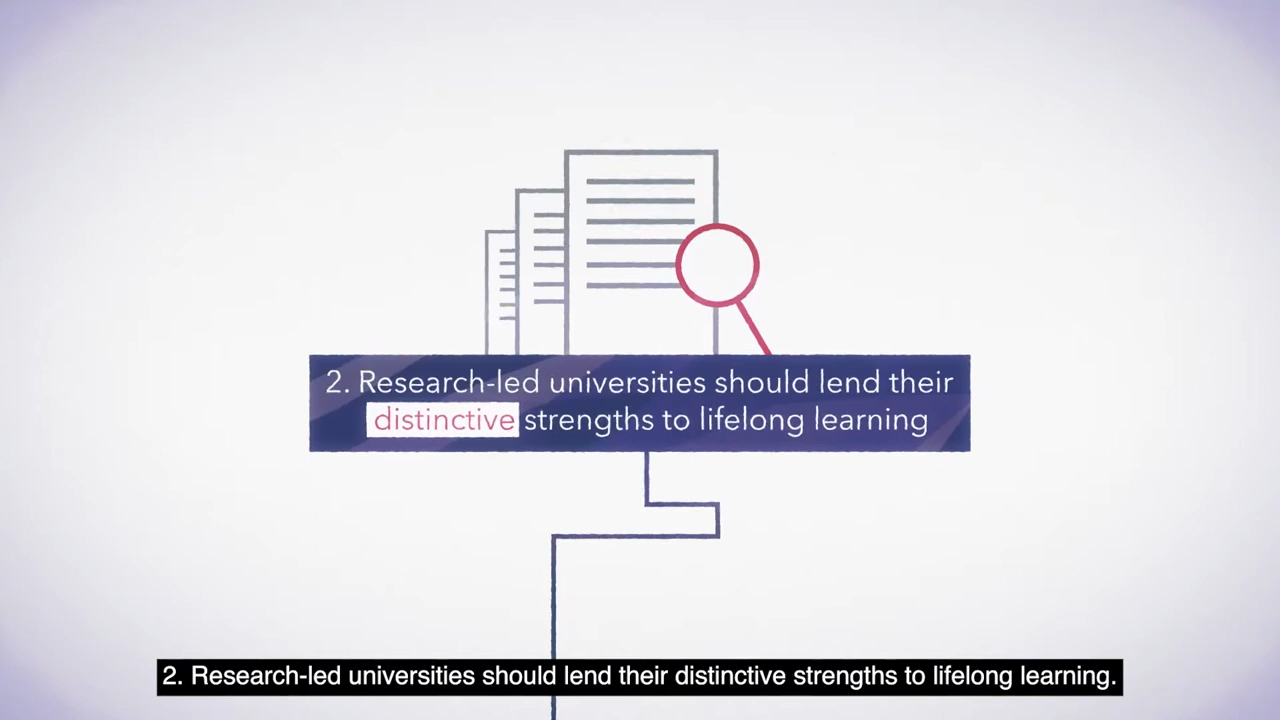 2. Research-led universities should lend their
distinctive strengths to lifelong learning
2. Research-led universities should lend their distinctive strengths to lifelong learning.